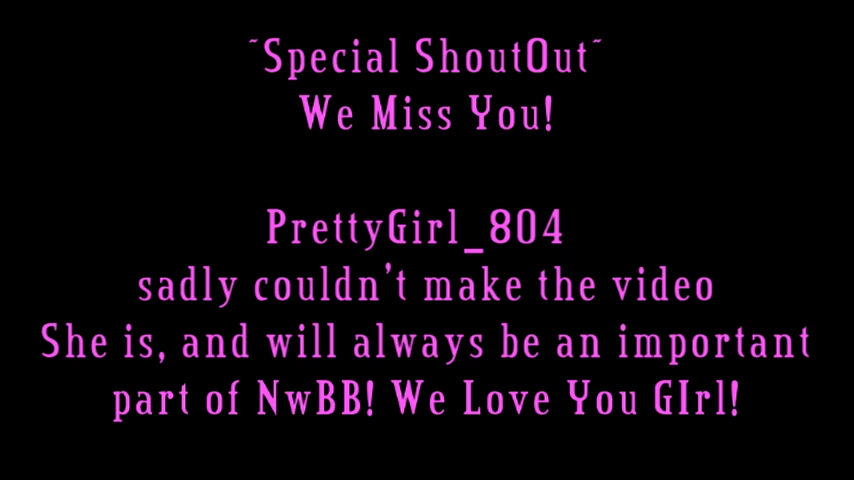 ~Special ShoutOut~
We Miss You!
PrettyGirl_804
sadly couldn't make the video
She is, and will always be an important
part of NwBB! We Love You GIrl!